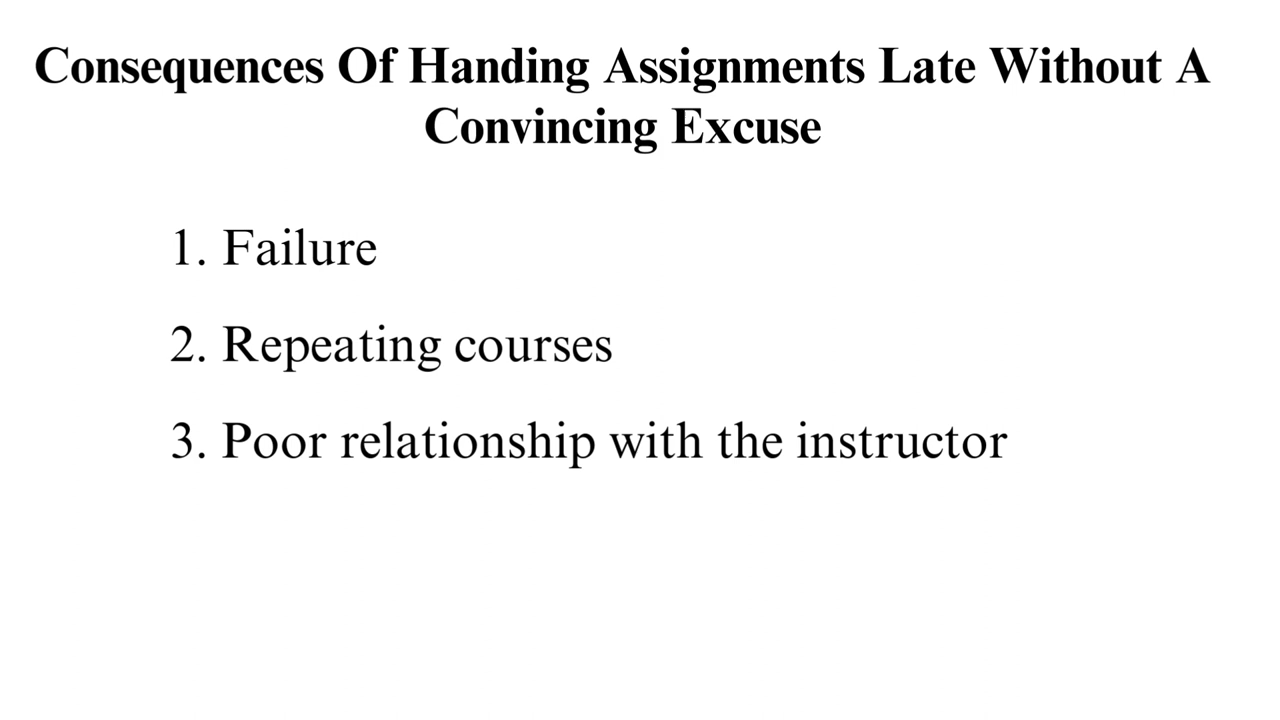 Consequences Of Handing Assignments Late Without A
Convincing Excuse
1. Failure
2. Repeating courses
3. Poor relationship with the instructor